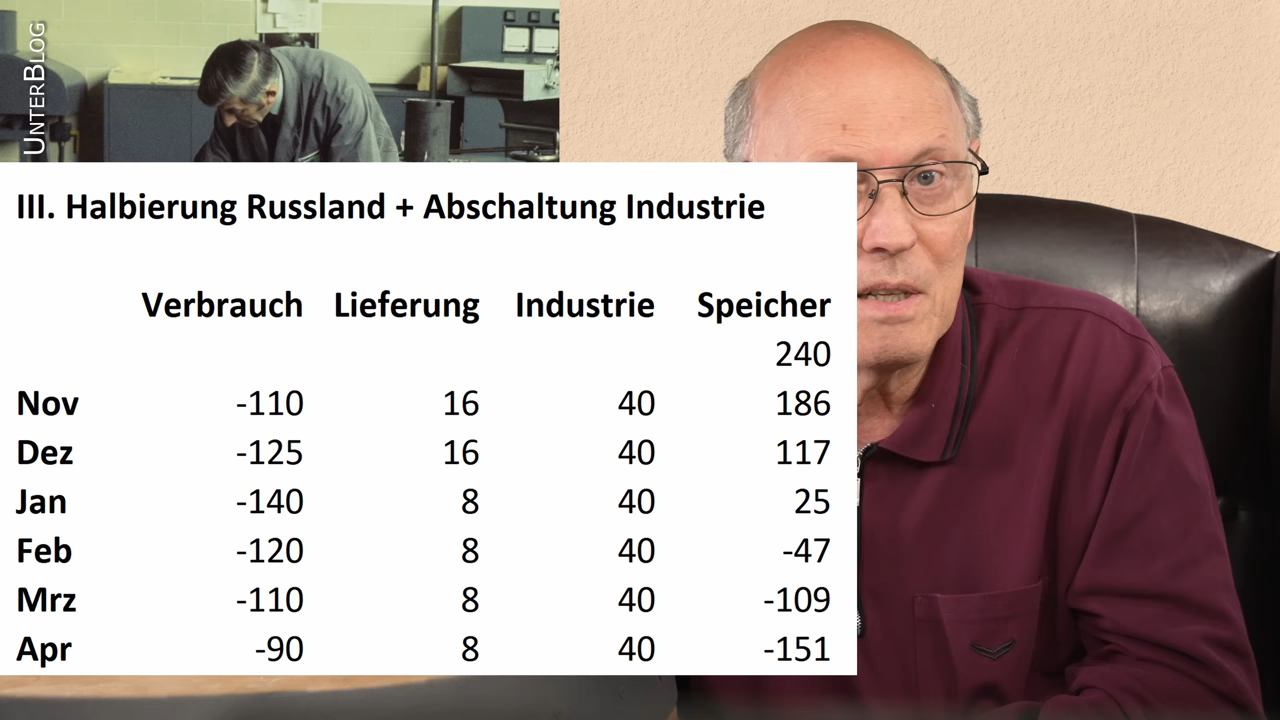 UNTERBLOG
III. Halbierung Russland + Abschaltung Industrie
Verbrauch Lieferung Industrie Speicher
240
Nov -110 16 40 186
Dez -125 16 40 117
Jan -140 8 40 25
Feb -120 8 40 -47
Mrz -110 8 40 -109
Apr -90 8 40 -151